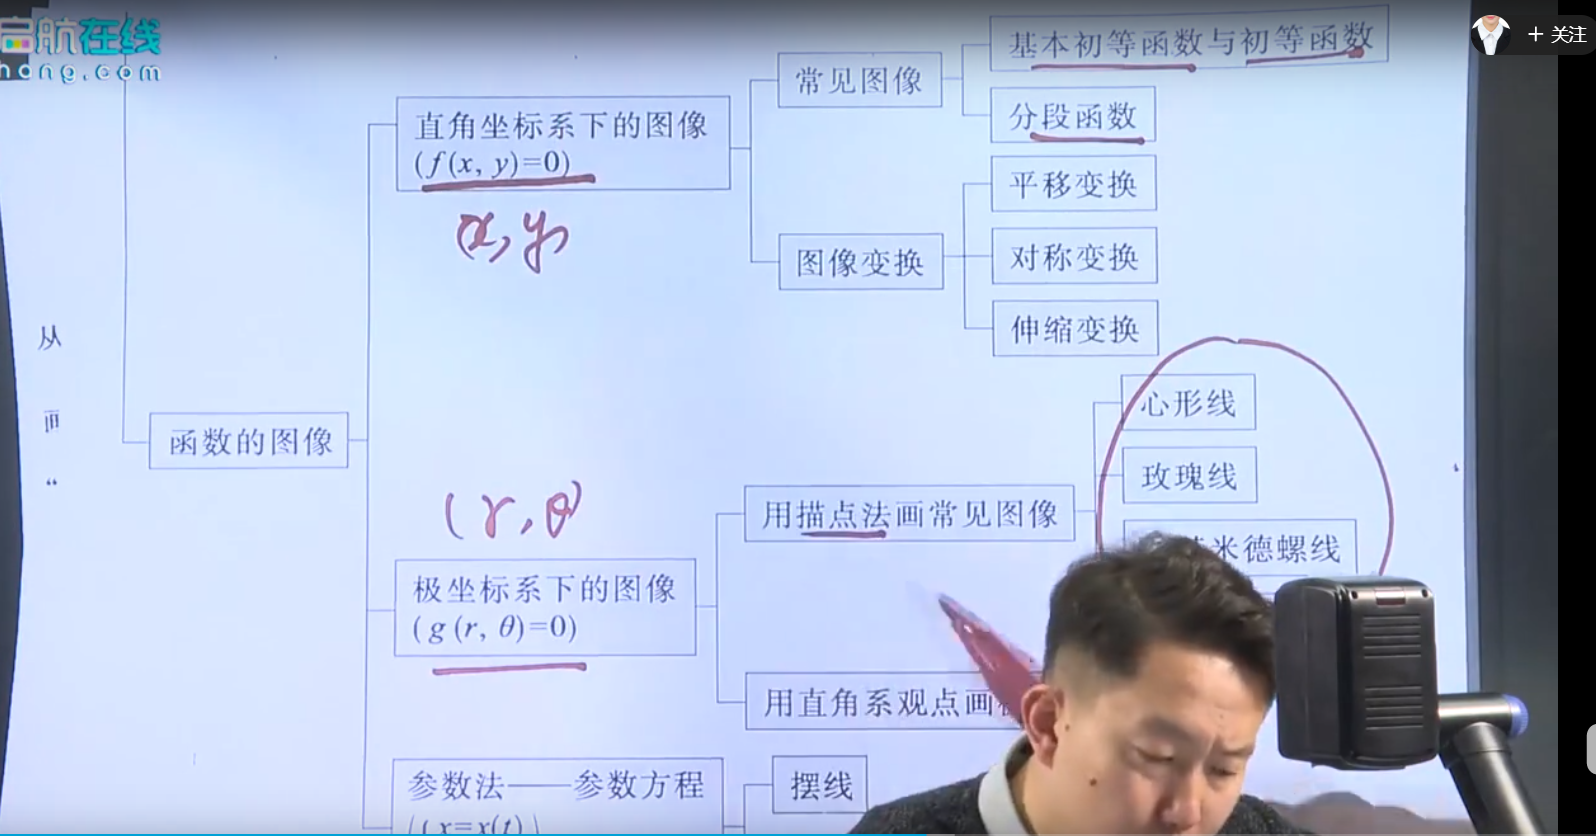 启航在线
hang.com
+ 关注
基本初等函数与初等函数
常见图像
分段函数
直角坐标系下的图像
(f(x, y)=0)
(x, y)
平移变换
图像变换
对称变换
伸缩变换
从
函数的图像
心形线
玫瑰线
(r, θ)
用描点法画常见图像
米德螺线
极坐标系下的图像
(g(r, θ)=0)
用直角系观点画
参数法——参数方程
摆线
x=x(t)